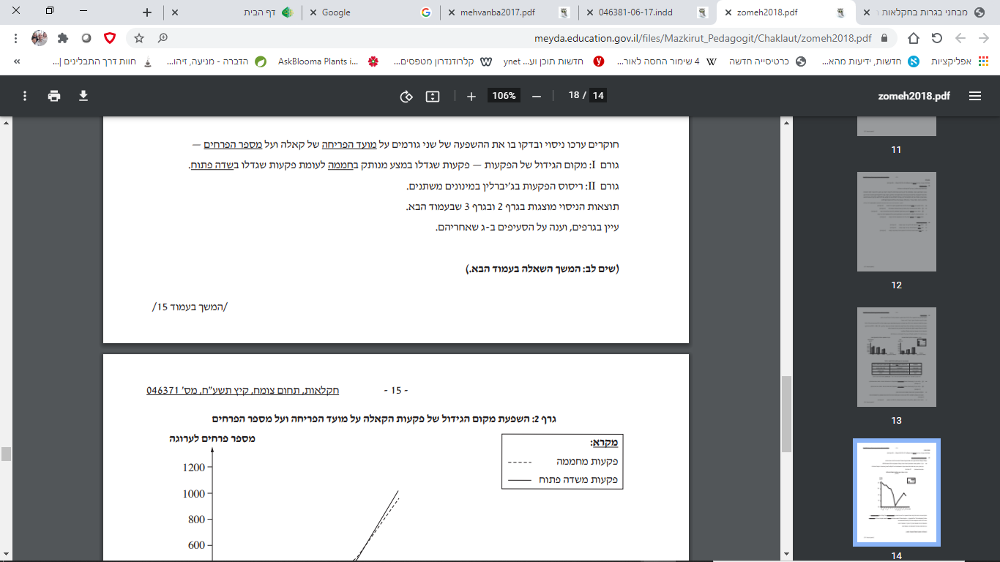 דף הבית
Google
mehvanba2017.pdf
046381-06-17.indd
zomeh2018.pdf
מבחני בגרות בחקלאות
meyda.education.gov.il/files/Mazkirut_Pedagogit/Chaklaut/zomeh2018.pdf
אפליקציות
חדשות, ידיעות מהא...
כרטיסייה חדשה
4 שימור החסה לאור...
חדשות תוכן וע... ynet
קלרודנדרון מטפסים...
AskBlooma Plants i...
הדברה - מניעה, זיהו...
חוות דרך התבלינים |...
zomeh2018.pdf
14 / 18
106%
חוקרים ערכו ניסוי ובדקו בו את ההשפעה של שני גורמים על מועד הפריחה של קאלה ועל מספר הפרחים —
גורם I: מקום הגידול של הפקעות — פקעות שגדלו במצע מנותק בחממה לעומת פקעות שגדלו בשדה פתוח.
גורם II: ריסוס הפקעות בג'יברלין במינונים משתנים.
תוצאות הניסוי מוצגות בגרף 2 ובגרף 3 שבעמוד הבא.
עיין בגרפים, וענה על הסעיפים ב-ג שאחריהם.
(שים לב: המשך השאלה בעמוד הבא.)
/המשך בעמוד 15/
- 15 -
חקלאות, תחום צומח, קיץ תשע"ח, מס' 046371
גרף 2: השפעת מקום הגידול של פקעות הקאלה על מועד הפריחה ועל מספר הפרחים
מספר פרחים לערוגה
מקרא:
פקעות מחממה
פקעות משדה פתוח
1200
1000
800
600
11
12
13
14